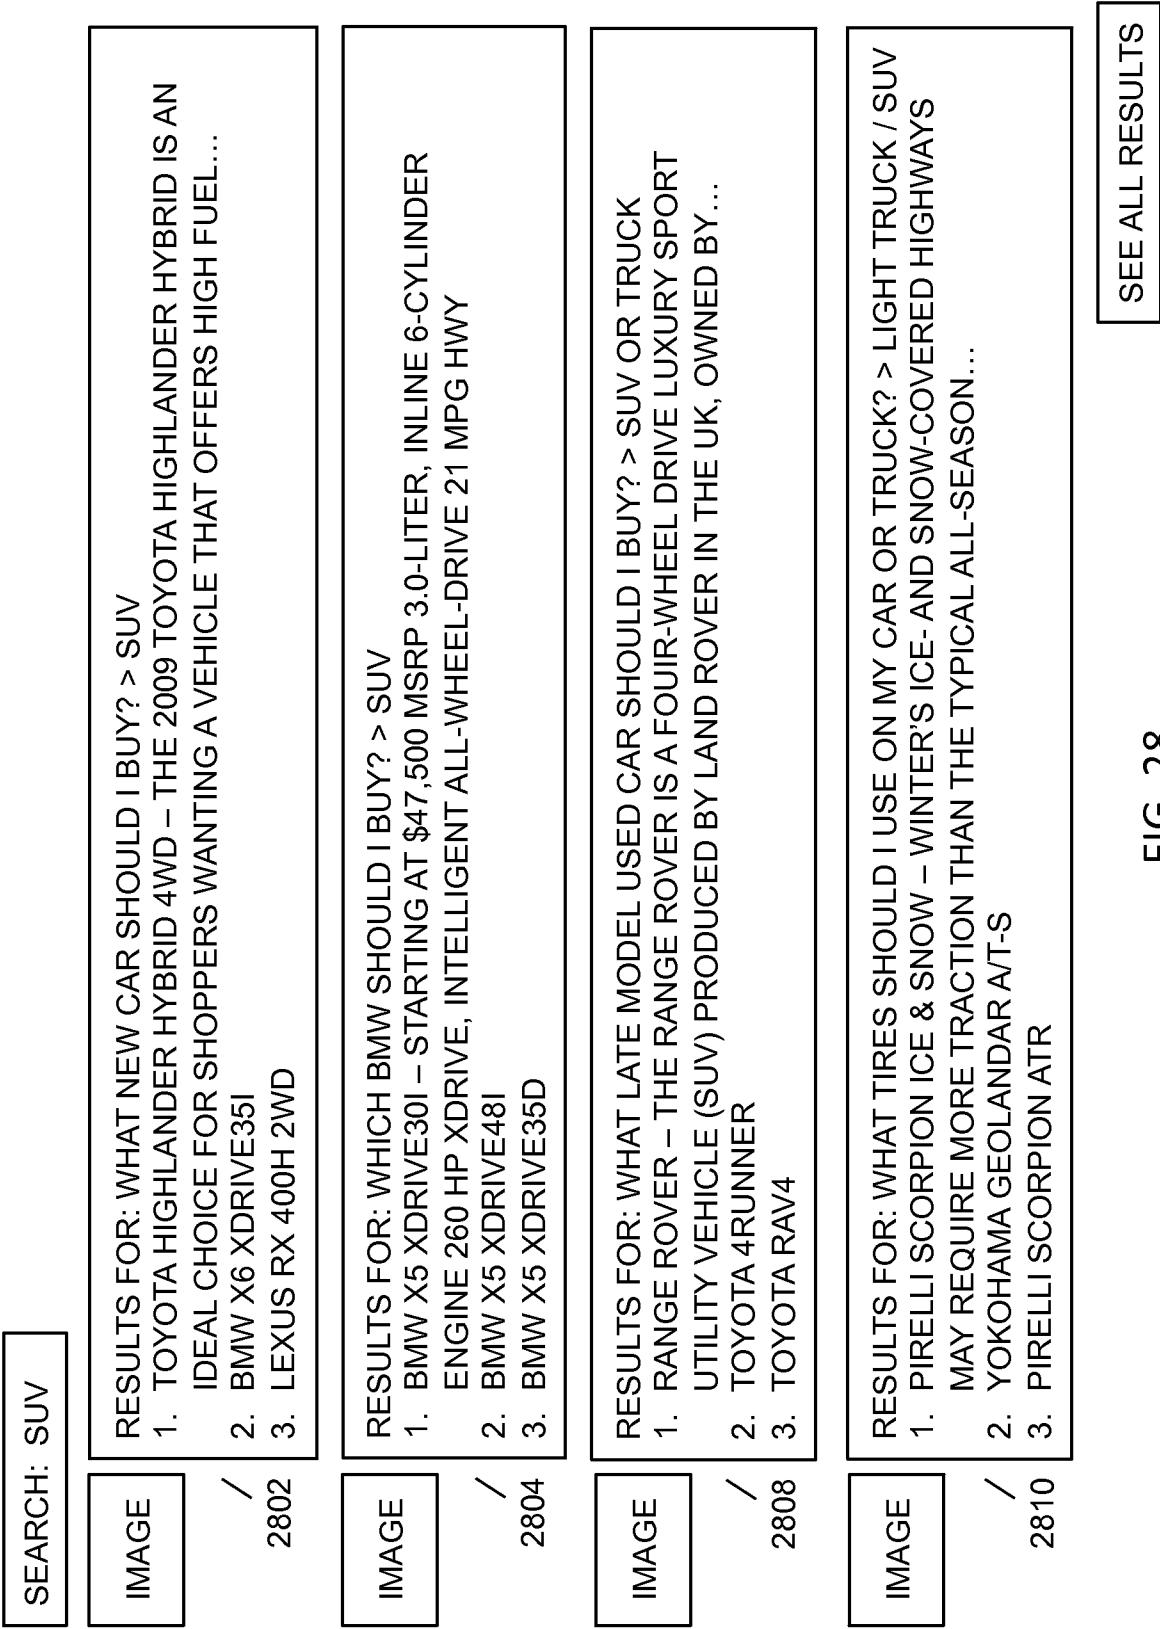 SEARCH: SUV
IMAGE
2802
RESULTS FOR: WHAT NEW CAR SHOULD I BUY? > SUV
1. TOYOTA HIGHLANDER HYBRID 4WD – THE 2009 TOYOTA HIGHLANDER HYBRID IS AN
IDEAL CHOICE FOR SHOPPERS WANTING A VEHICLE THAT OFFERS HIGH FUEL...
2. BMW X6 XDRIVE35I
3. LEXUS RX 400H 2WD
IMAGE
2804
RESULTS FOR: WHICH BMW SHOULD I BUY? > SUV
1. BMW X5 XDRIVE30I – STARTING AT $47,500 MSRP 3.0-LITER, INLINE 6-CYLINDER
ENGINE 260 HP XDRIVE, INTELLIGENT ALL-WHEEL-DRIVE 21 MPG HWY
2. BMW X5 XDRIVE48I
3. BMW X5 XDRIVE35D
IMAGE
2808
RESULTS FOR: WHAT LATE MODEL USED CAR SHOULD I BUY? > SUV OR TRUCK
1. RANGE ROVER – THE RANGE ROVER IS A FOUIR-WHEEL DRIVE LUXURY SPORT
UTILITY VEHICLE (SUV) PRODUCED BY LAND ROVER IN THE UK, OWNED BY...
2. TOYOTA 4RUNNER
3. TOYOTA RAV4
IMAGE
2810
RESULTS FOR: WHAT TIRES SHOULD I USE ON MY CAR OR TRUCK? > LIGHT TRUCK / SUV
1. PIRELLI SCORPION ICE & SNOW – WINTER'S ICE- AND SNOW-COVERED HIGHWAYS
MAY REQUIRE MORE TRACTION THAN THE TYPICAL ALL-SEASON...
2. YOKOHAMA GEOLANDAR A/T-S
3. PIRELLI SCORPION ATR
SEE ALL RESULTS
FIG. 28